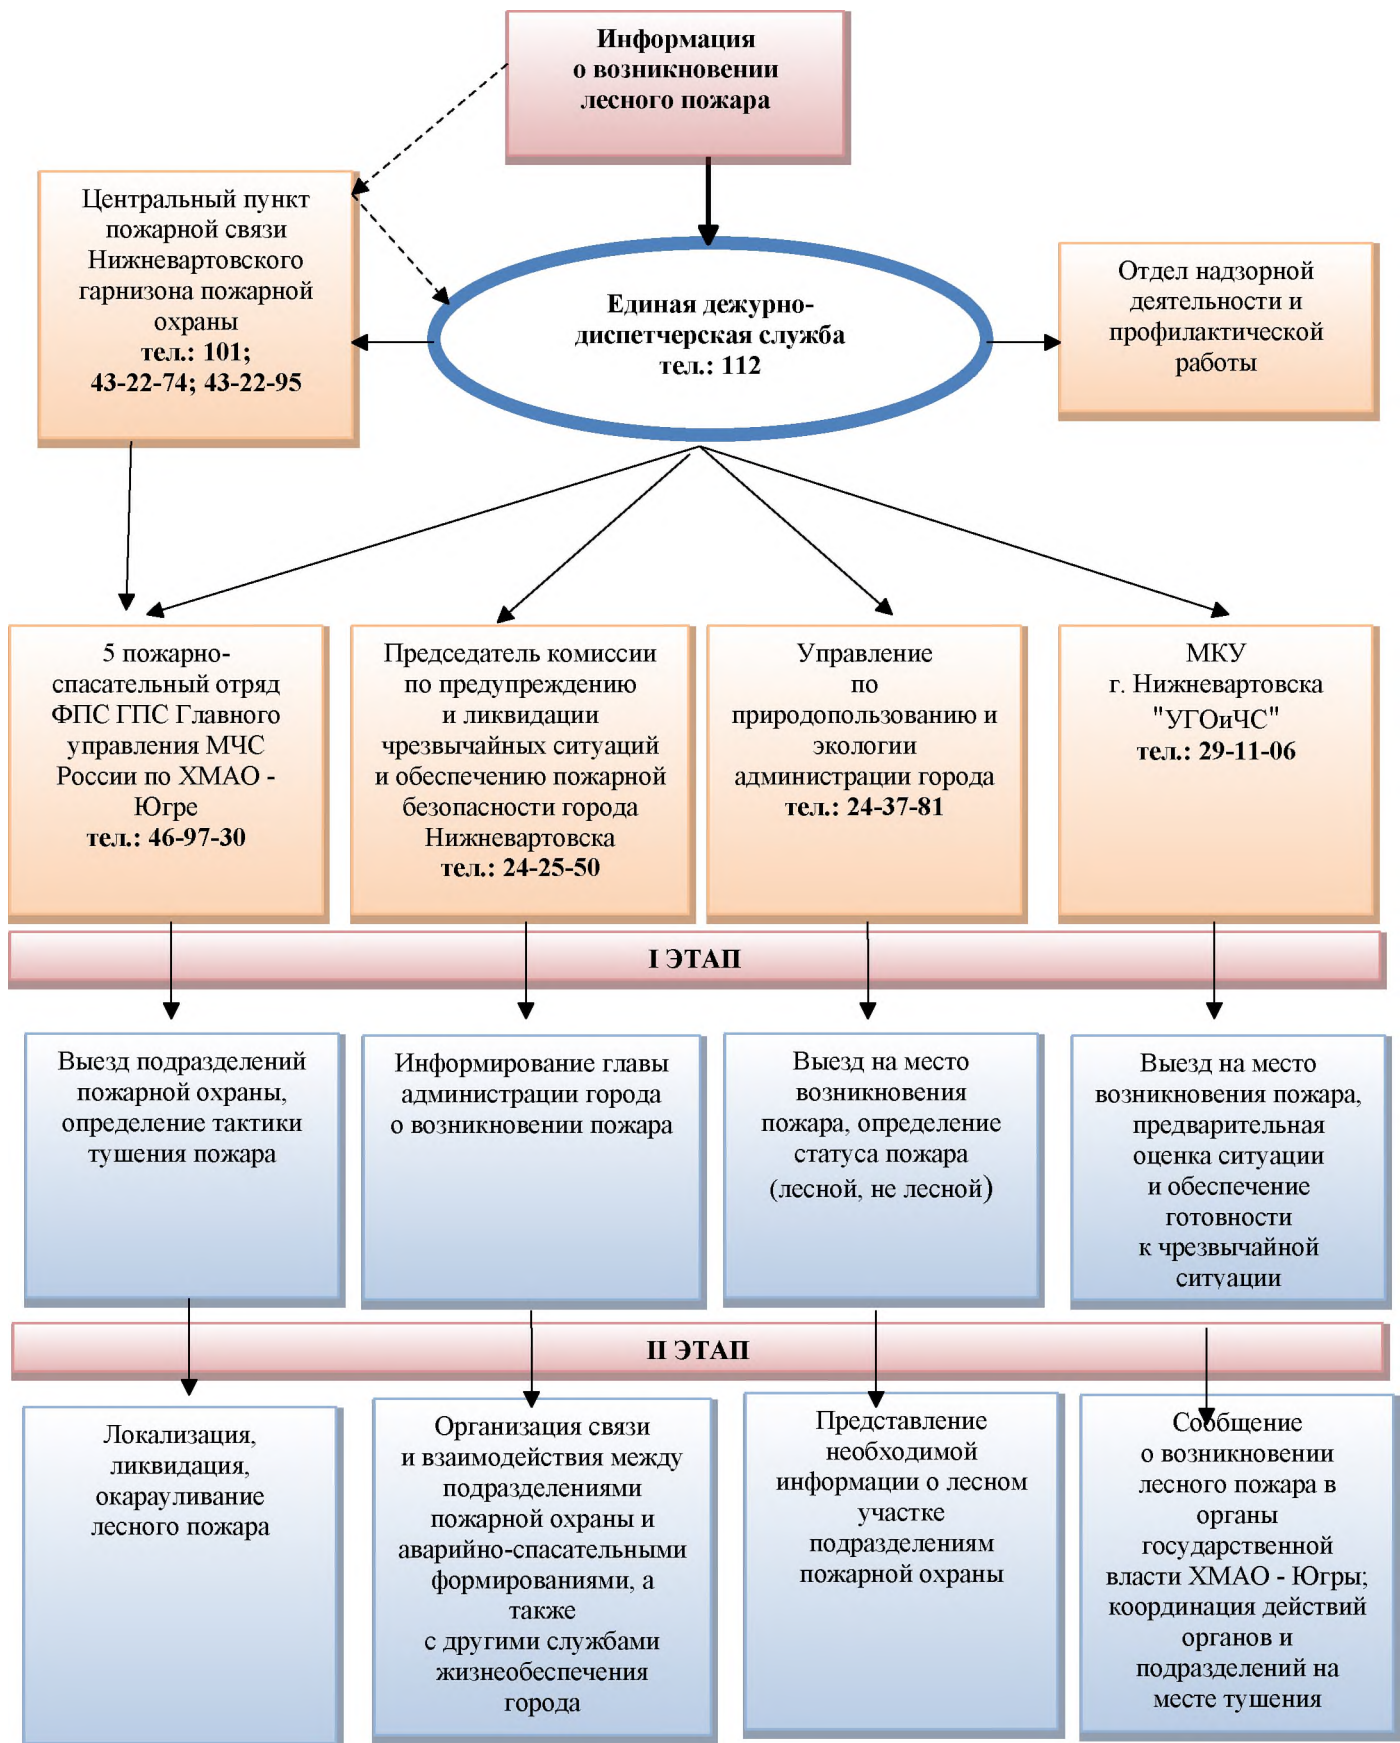 Информация
о возникновении
лесного пожара
Центральный пункт
пожарной связи
Нижневартовского
гарнизона пожарной
охраны
тел.: 101;
43-22-74; 43-22-95
Единая дежурно-
диспетчерская служба
тел.: 112
Отдел надзорной
деятельности и
профилактической
работы
5 пожарно-
спасательный отряд
ФПС ГПС Главного
управления МЧС
России по ХМАО -
Югре
тел.: 46-97-30
Председатель комиссии
по предупреждению
и ликвидации
чрезвычайных ситуаций
и обеспечению пожарной
безопасности города
Нижневартовска
тел.: 24-25-50
Управление
по
природопользованию и
экологии
администрации города
тел.: 24-37-81
МКУ
г. Нижневартовска
"УГОиЧС"
тел.: 29-11-06
I ЭТАП
Выезд подразделений
пожарной охраны,
определение тактики
тушения пожара
Информирование главы
администрации города
о возникновении пожара
Выезд на место
возникновения
пожара, определение
статуса пожара
(лесной, не лесной)
Выезд на место
возникновения пожара,
предварительная
оценка ситуации
и обеспечение
готовности
к чрезвычайной
ситуации
II ЭТАП
Локализация,
ликвидация,
окарауливание
лесного пожара
Организация связи
и взаимодействия между
подразделениями
пожарной охраны и
аварийно-спасательными
формированиями, а
также
с другими службами
жизнеобеспечения
города
Представление
необходимой
информации о лесном
участке
подразделениям
пожарной охраны
Сообщение
о возникновении
лесного пожара в
органы
государственной
власти ХМАО - Югры;
координация действий
органов и
подразделений на
месте тушения